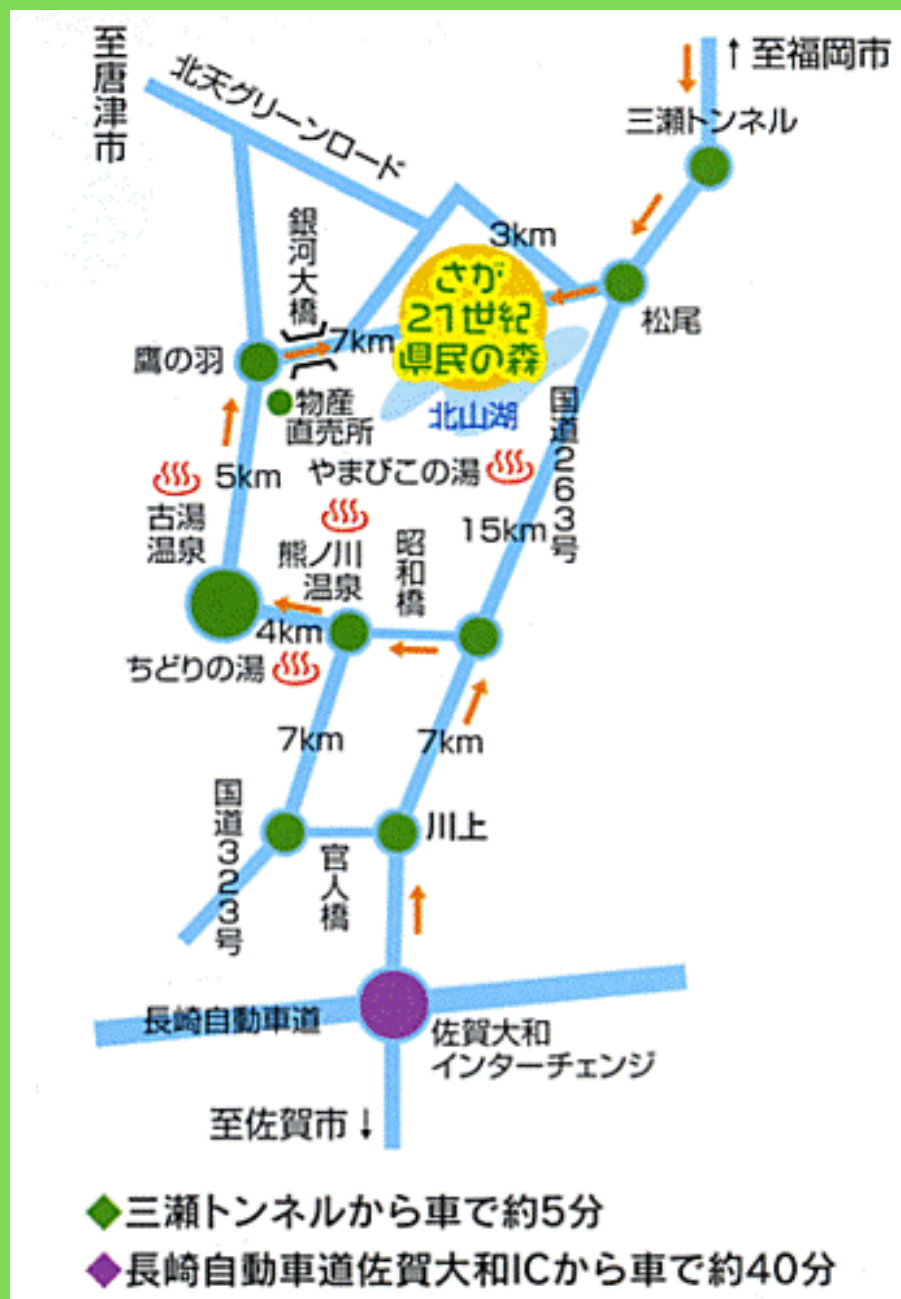 至唐津市
北天グリーンロード
↑至福岡市
三瀬トンネル
銀河大橋
3km
さが
21世紀
県民の森
松尾
7km
鷹の羽
物産
直売所
北山湖
国道263号
5km
やまびこの湯
古湯
温泉
15km
熊ノ川
温泉
昭和橋
4km
ちどりの湯
7km
7km
国道323号
川上
官人橋
長崎自動車道
佐賀大和
インターチェンジ
至佐賀市↓
◆三瀬トンネルから車で約5分
◆長崎自動車道佐賀大和ICから車で約40分